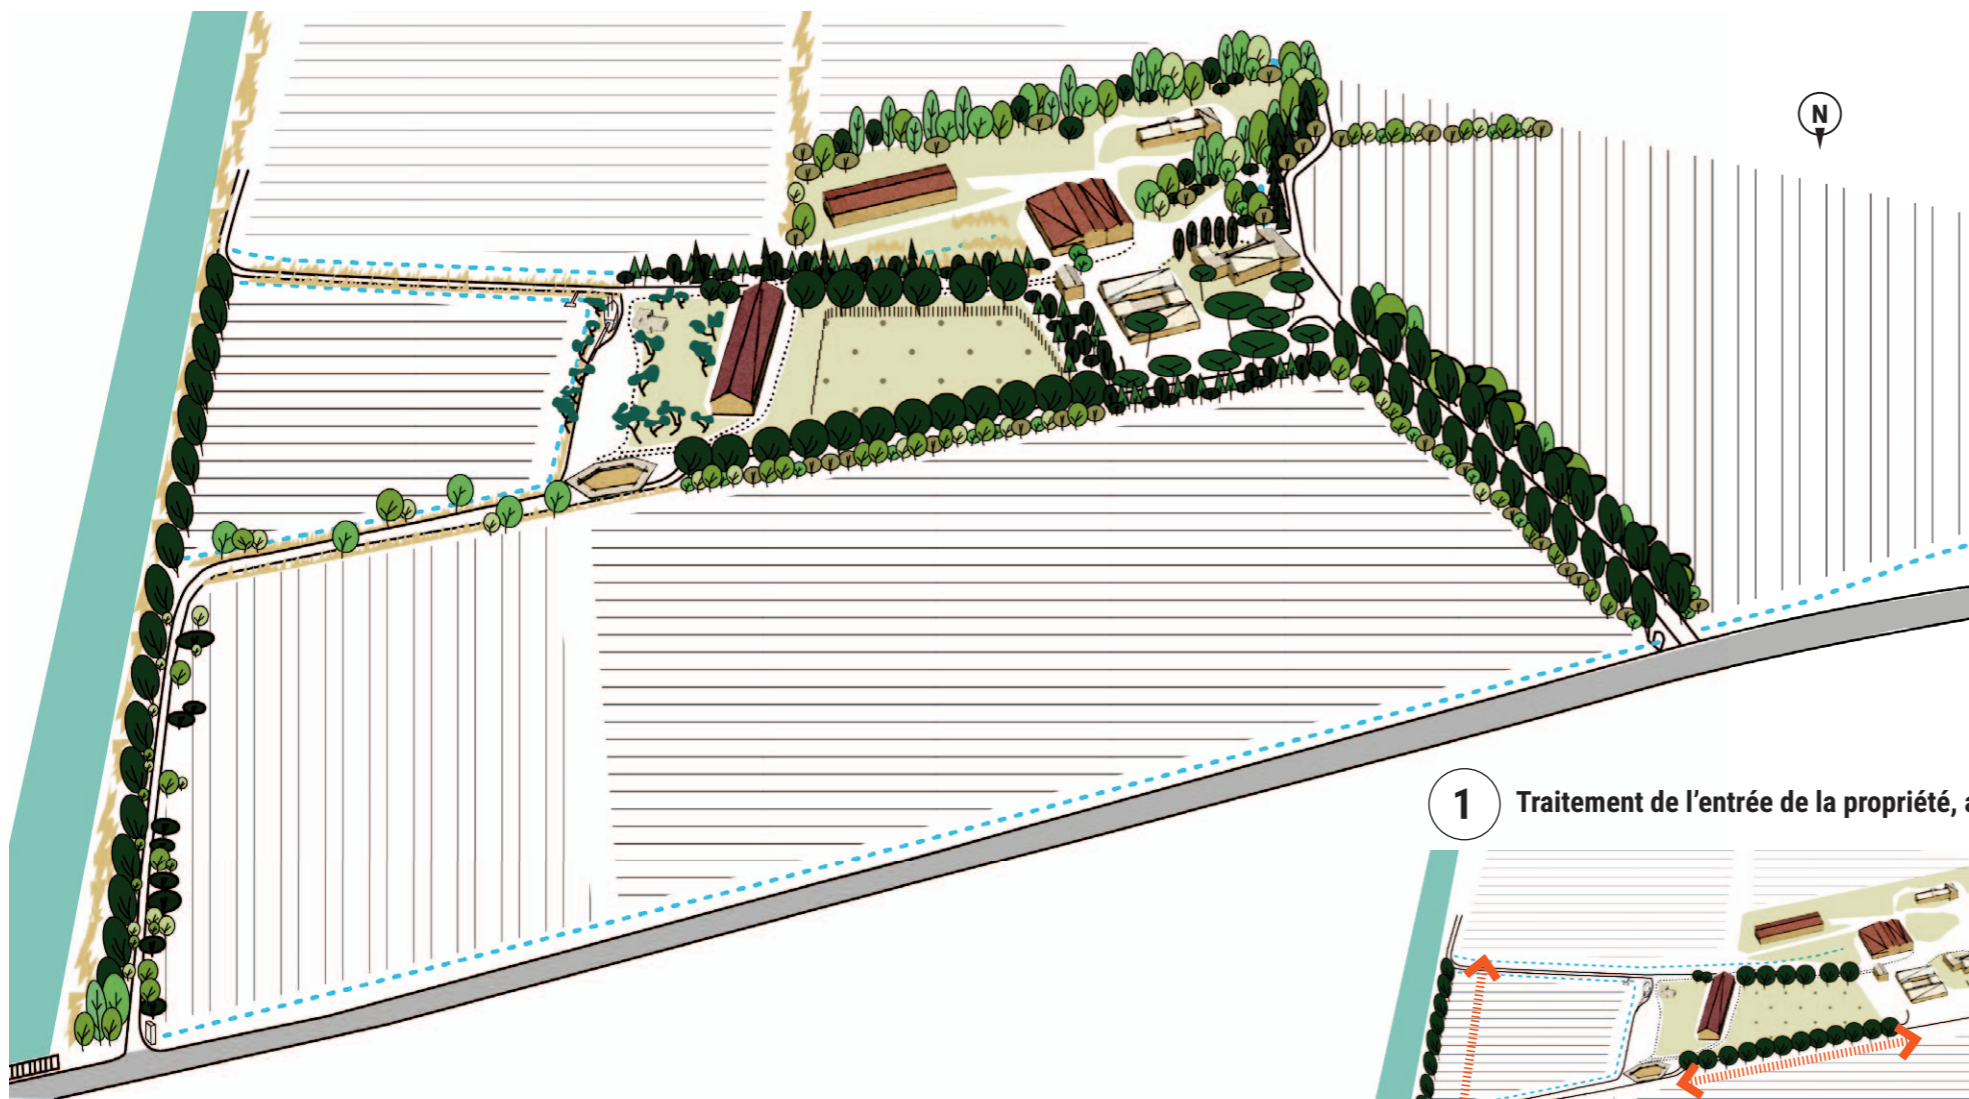 N
1 Traitement de l'entrée de la propriété, a